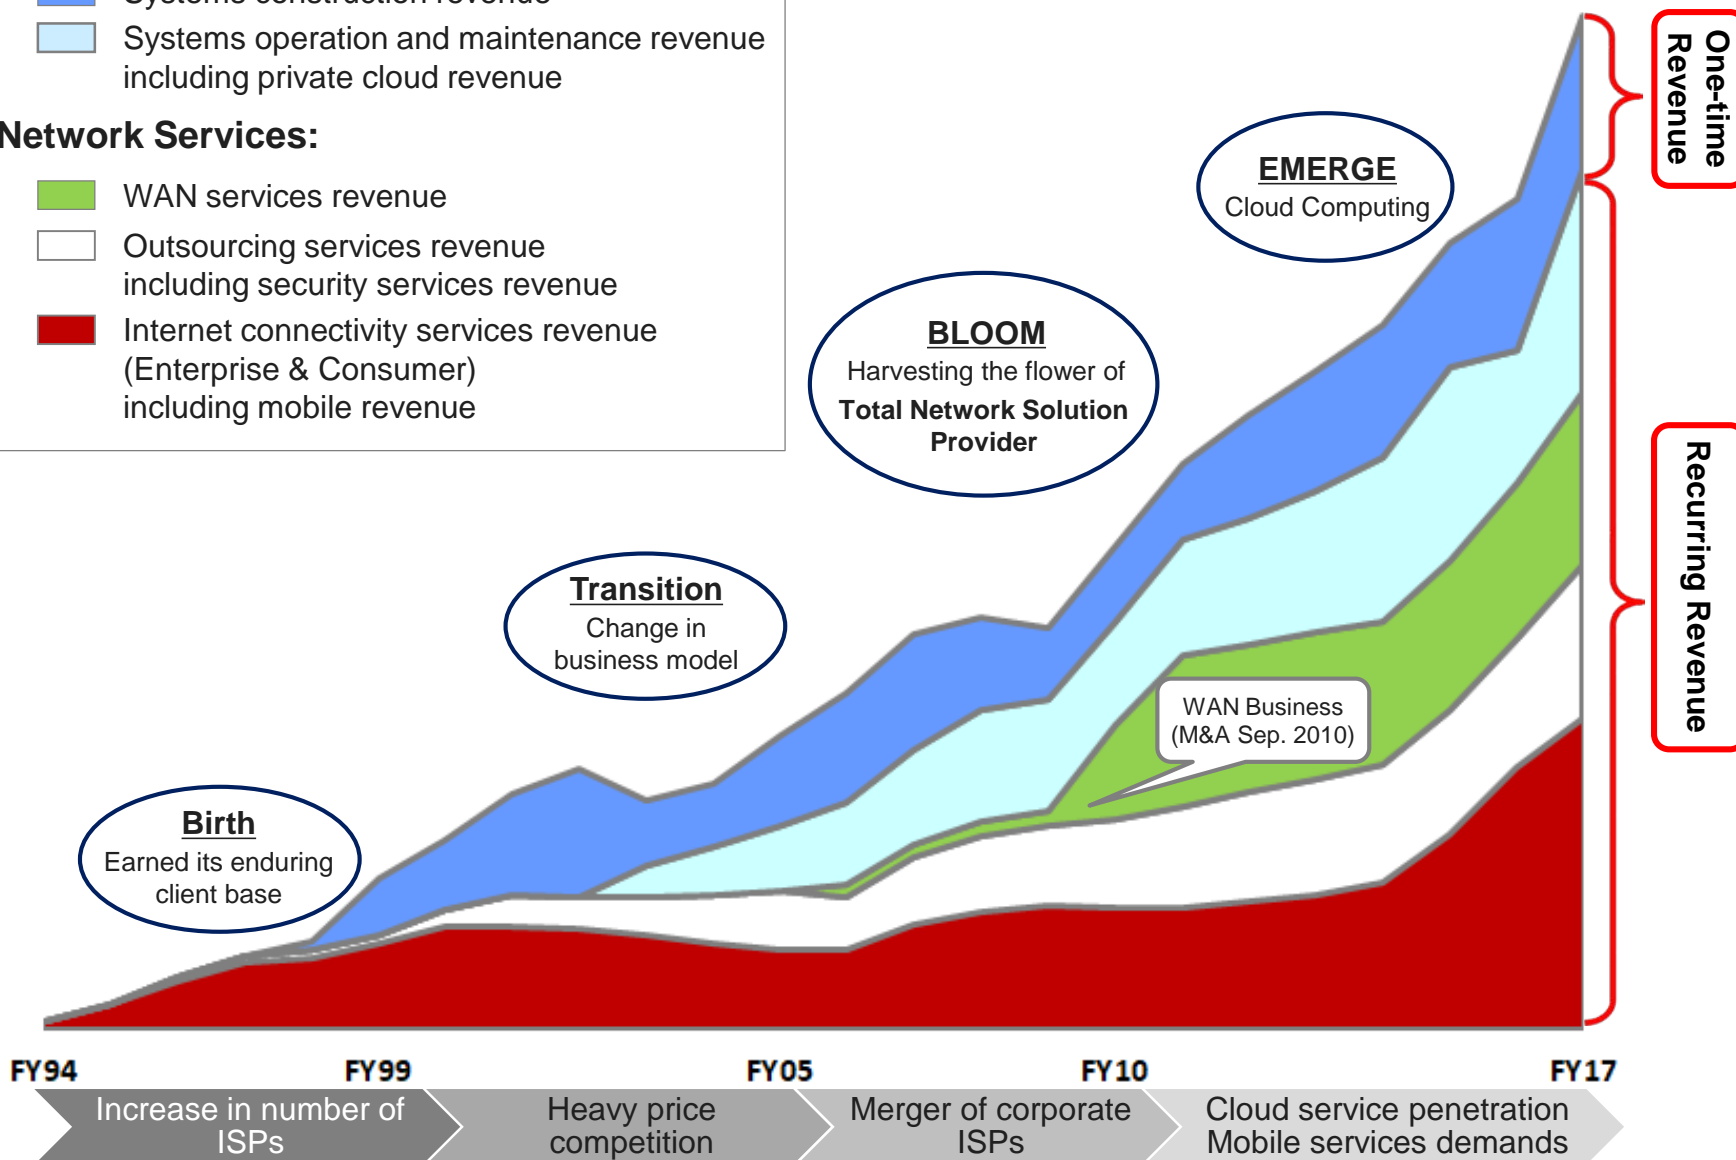 Systems construction revenue
Systems operation and maintenance revenue
including private cloud revenue
Network Services:
WAN services revenue
Outsourcing services revenue
including security services revenue
Internet connectivity services revenue
(Enterprise & Consumer)
including mobile revenue
One-time
Revenue
EMERGE
Cloud Computing
BLOOM
Harvesting the flower of
Total Network Solution
Provider
Recurring Revenue
Transition
Change in
business model
WAN Business
(M&A Sep. 2010)
Birth
Earned its enduring
client base
FY94
FY99
FY05
FY10
FY17
Increase in number of
ISPs
Heavy price
competition
Merger of corporate
ISPs
Cloud service penetration
Mobile services demands